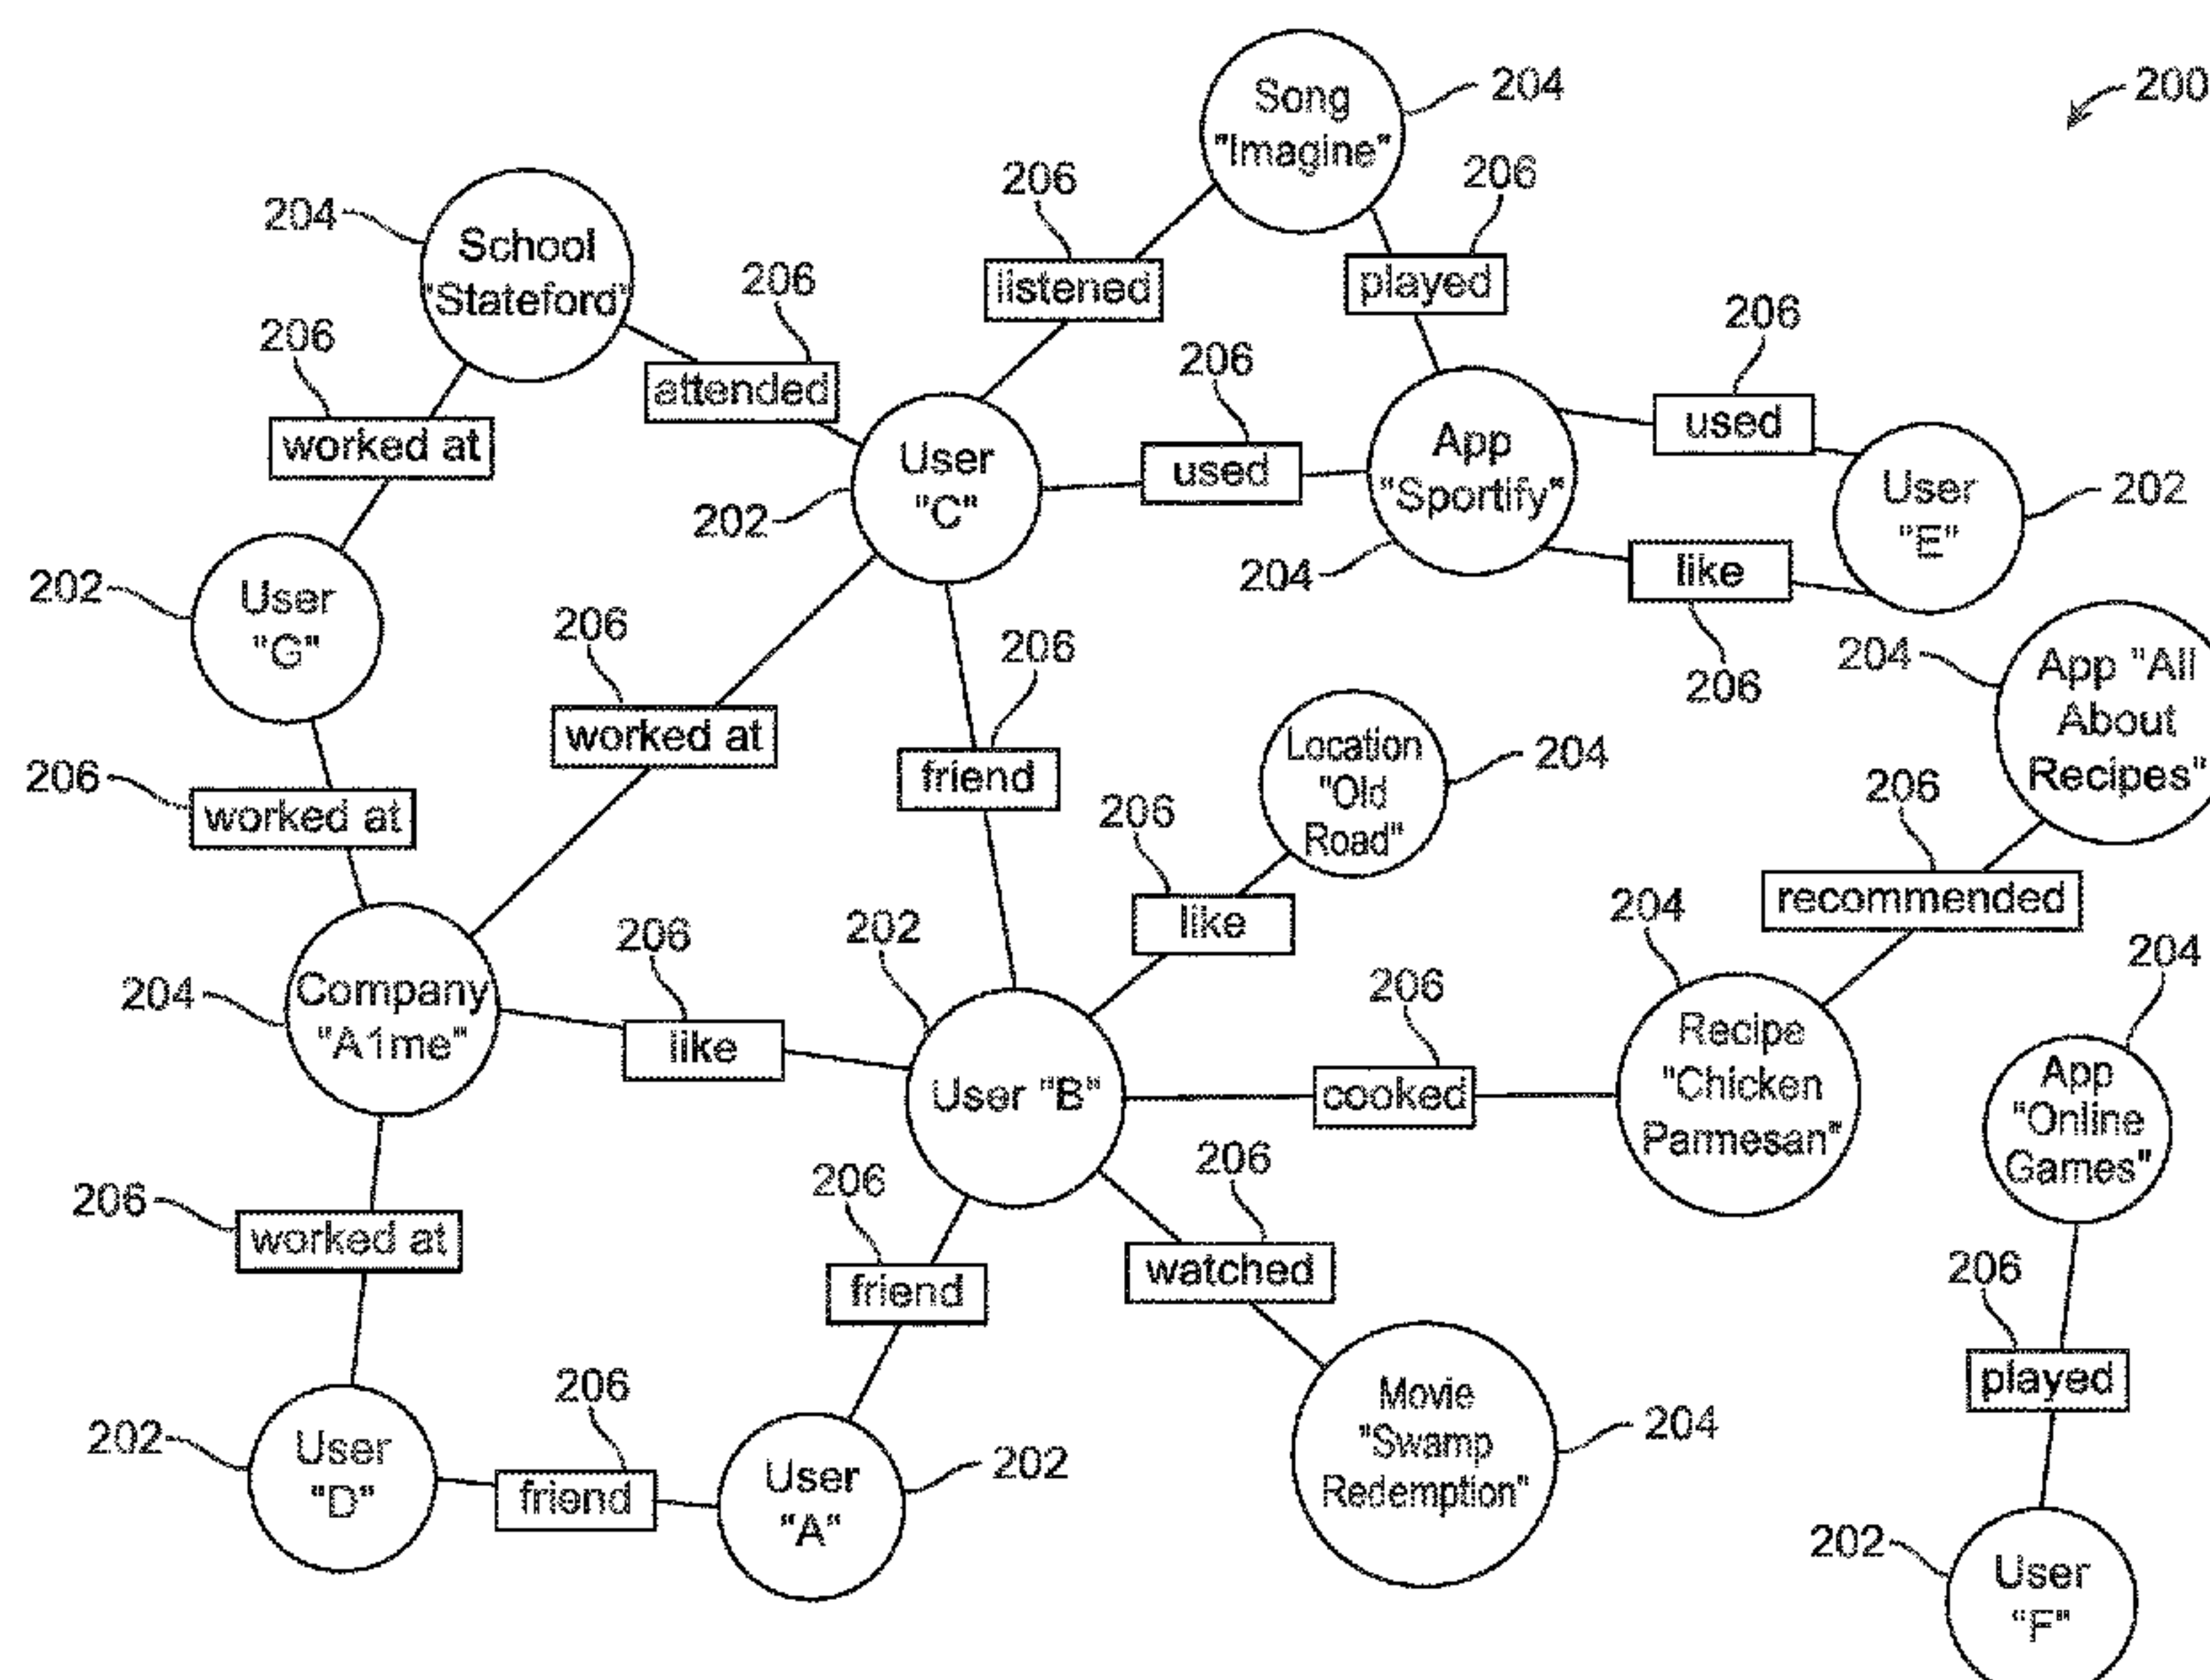 200
Song
"Imagine"
204
206
206
204
School
"Stateford"
206
listened
played
206
206
206
attended
used
worked at
206
App
"Sportify"
User
"C"
used
User
"E"
202
202
204
like
202
User
"G"
206
206
206
204
App "All
About
Recipes"
worked at
friend
Location
"Old
Road"
204
206
worked at
206
206
recommended
like
204
202
206
204
204
Company
"A1me"
like
206
Recipe
"Chicken
Parmesan"
User "B"
cooked
App
"Online
Games"
206
206
206
worked at
watched
friend
206
played
206
Movie
"Swamp
Redemption"
204
202
User
"D"
friend
User
"A"
202
202
User
"F"